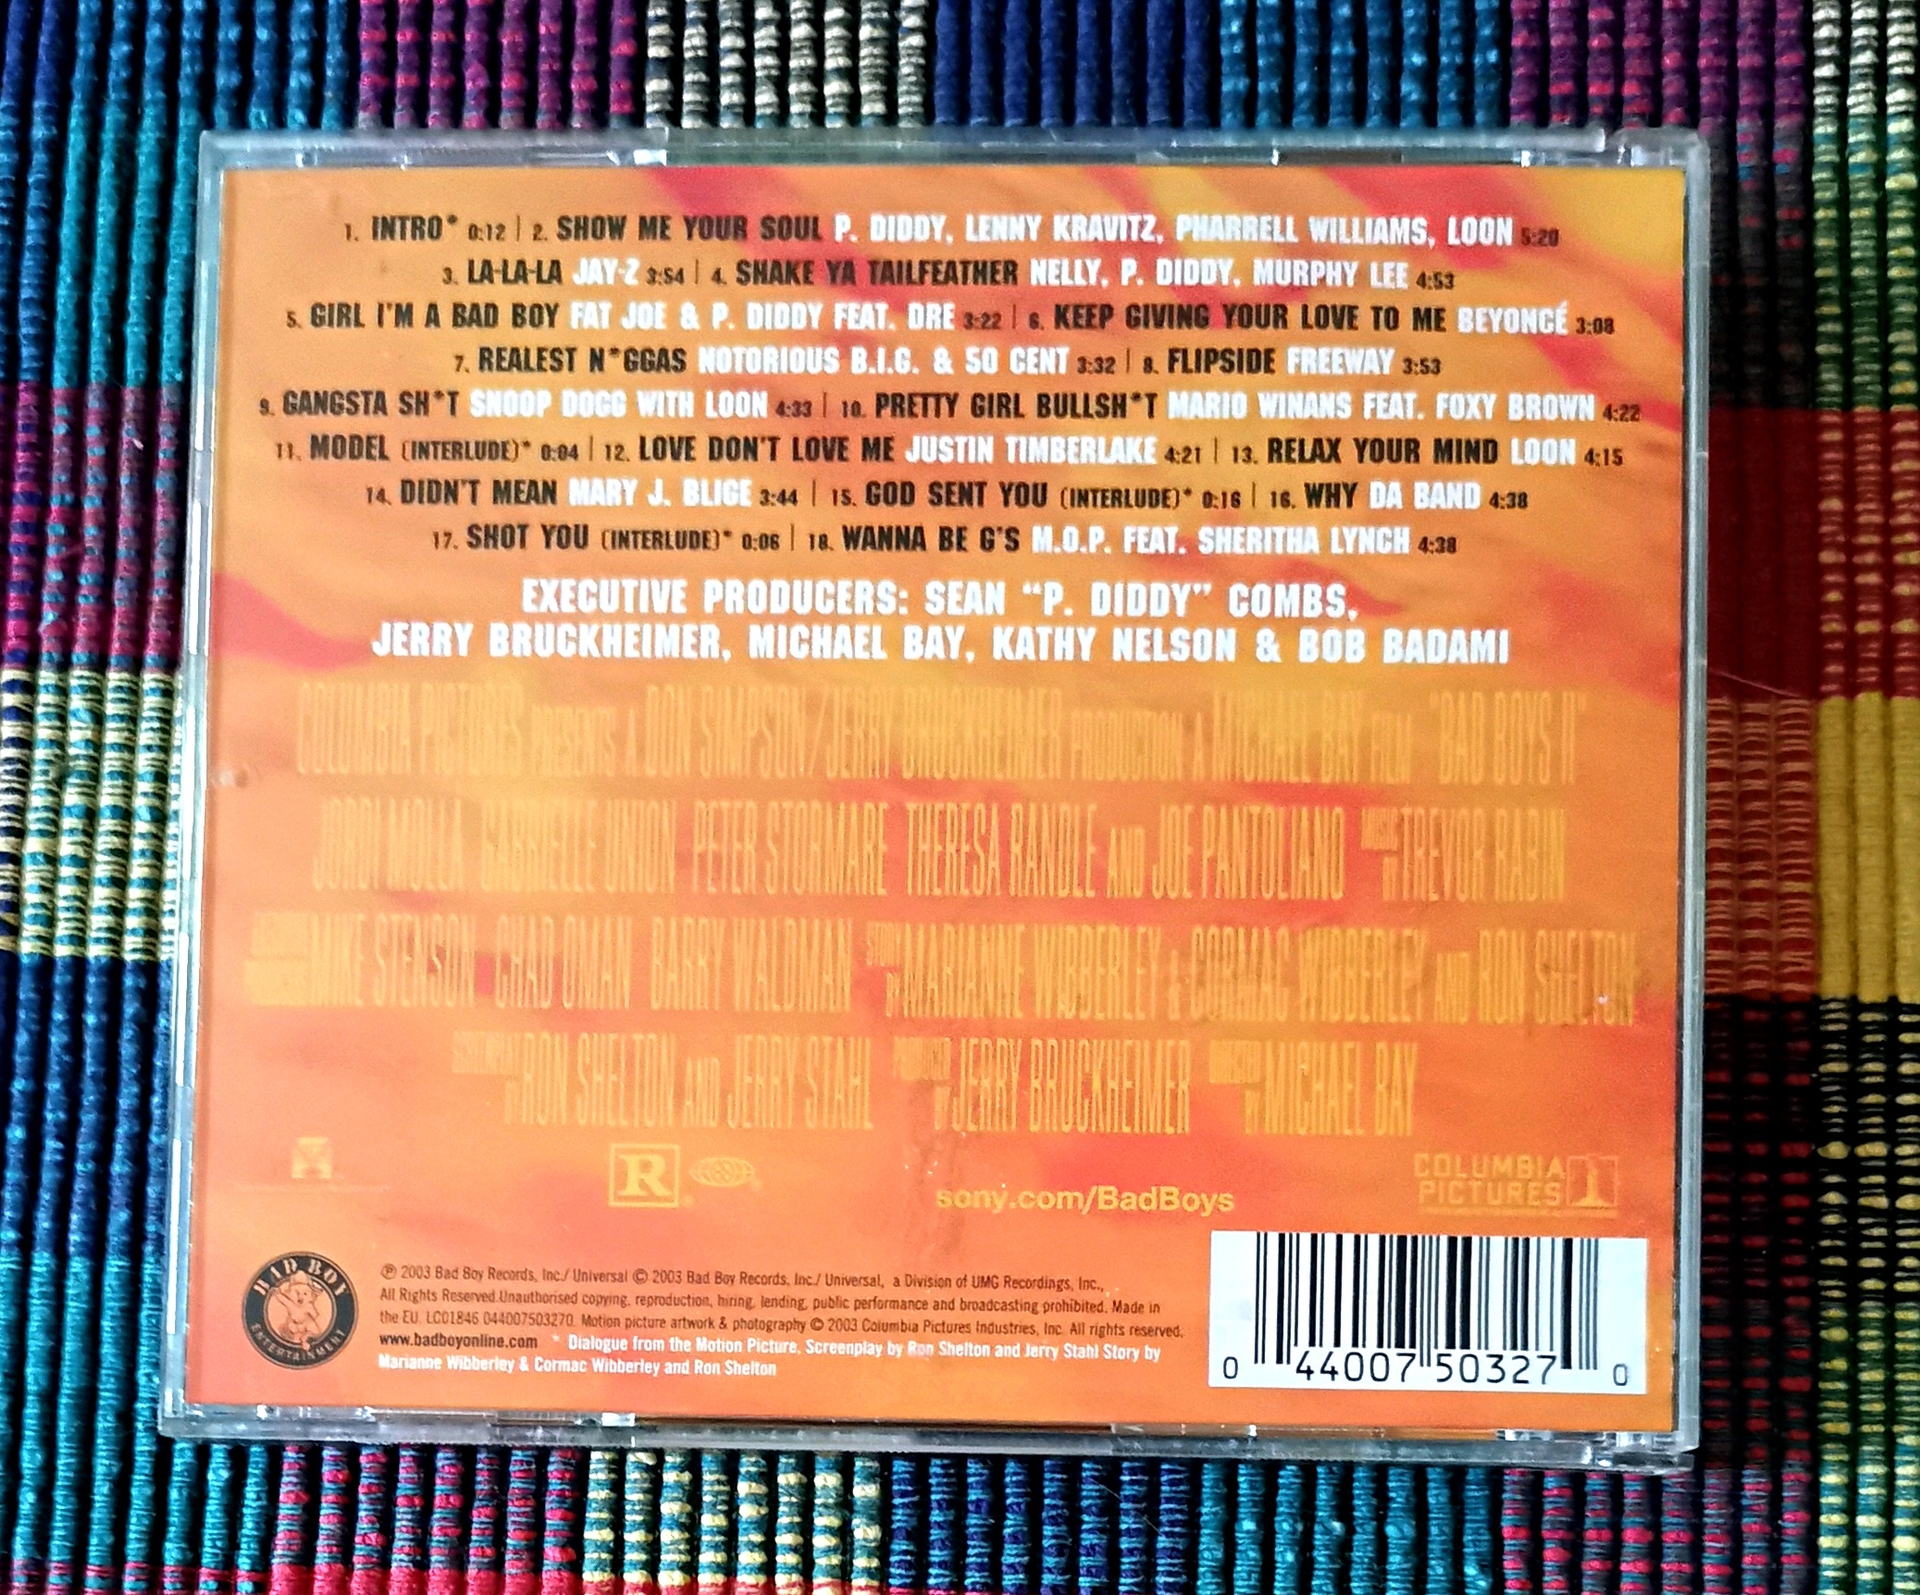 1. INTRO* 0:12 | 2. SHOW ME YOUR SOUL P. DIDDY, LENNY KRAVITZ, PHARRELL WILLIAMS, LOON 5:20
3. LA-LA-LA JAY-Z 3:54 | 4. SHAKE YA TAILFEATHER NELLY, P. DIDDY, MURPHY LEE 4:53
5. GIRL I'M A BAD BOY FAT JOE & P. DIDDY FEAT. DRE 3:22 | 6. KEEP GIVING YOUR LOVE TO ME BEYONCÉ 3:08
7. REALEST N*GGAS NOTORIOUS B.I.G. & 50 CENT 3:32 | 8. FLIPSIDE FREEWAY 3:53
9. GANGSTA SH*T SNOOP DOGG WITH LOON 4:33 | 10. PRETTY GIRL BULLSH*T MARIO WINANS FEAT. FOXY BROWN 4:22
11. MODEL (INTERLUDE)* 0:04 | 12. LOVE DON'T LOVE ME JUSTIN TIMBERLAKE 4:21 | 13. RELAX YOUR MIND LOON 4:15
14. DIDN'T MEAN MARY J. BLIGE 3:44 | 15. GOD SENT YOU (INTERLUDE)* 0:16 | 16. WHY DA BAND 4:38
17. SHOT YOU (INTERLUDE)* 0:06 | 18. WANNA BE G'S M.O.P. FEAT. SHERITHA LYNCH 4:38
EXECUTIVE PRODUCERS: SEAN “P. DIDDY” COMBS,
JERRY BRUCKHEIMER, MICHAEL BAY, KATHY NELSON & BOB BADAMI
COLUMBIA PICTURES PRESENTS A DON SIMPSON/JERRY BRUCKHEIMER PRODUCTION A MICHAEL BAY FILM "BAD BOYS II"
JORDI MOLLA GABRIELLE UNION PETER STORMARE THERESA RANDLE AND JOE PANTOLIANO MUSIC BY TREVOR RABIN
MIKE STENSON CHAD OMAN BARRY WALDMAN STORY BY MARIANNE WIBBERLEY & CORMAC WIBBERLEY AND RON SHELTON
BY RON SHELTON AND JERRY STAHL PRODUCED BY JERRY BRUCKHEIMER DIRECTED BY MICHAEL BAY
R
sony.com/BadBoys
COLUMBIA
PICTURES
BAD BOY
ENTERTAINMENT
℗ 2003 Bad Boy Records, Inc./ Universal © 2003 Bad Boy Records, Inc./ Universal, a Division of UMG Recordings, Inc.,
All Rights Reserved.Unauthorised copying, reproduction, hiring, lending, public performance and broadcasting prohibited. Made in
the EU. LC01846 044007503270. Motion picture artwork & photography © 2003 Columbia Pictures Industries, Inc. All rights reserved.
www.badboyonline.com * Dialogue from the Motion Picture, Screenplay by Ron Shelton and Jerry Stahl Story by
Marianne Wibberley & Cormac Wibberley and Ron Shelton
0 44007 50327 0